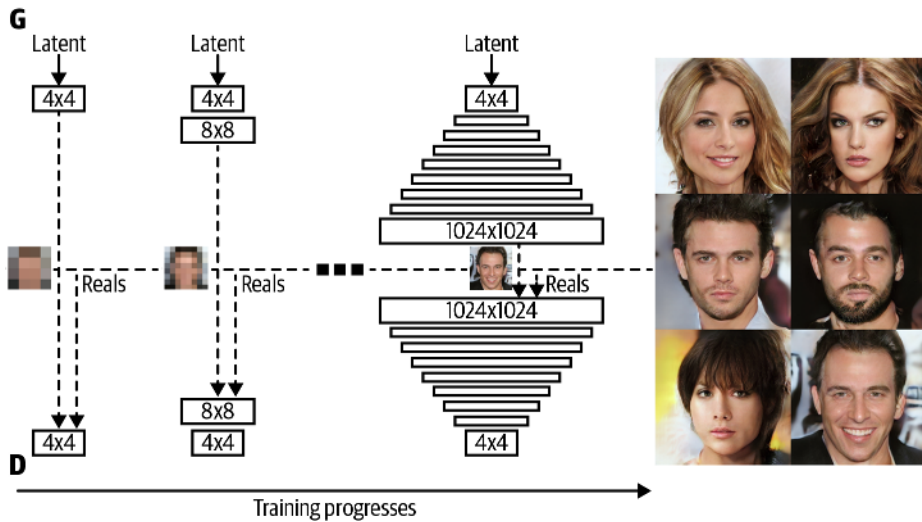 G
Latent
Latent
Latent
4x4
4x4
4x4
8x8
1024x1024
Reals
Reals
Reals
1024x1024
8x8
4x4
4x4
4x4
D
Training progresses